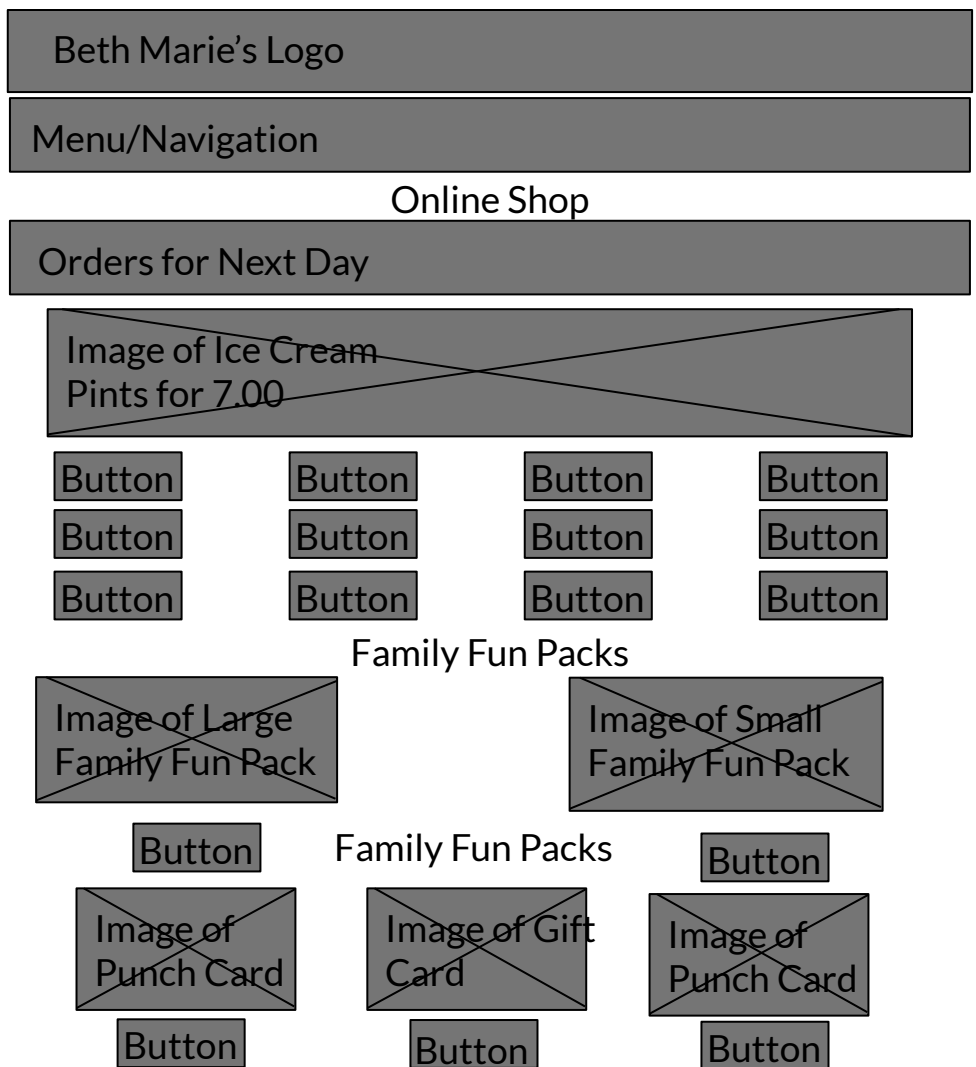 Beth Marie’s Logo
Menu/Navigation
Online Shop
Orders for Next Day
Image of Ice Cream
Pints for 7.00
Button Button Button Button
Button Button Button Button
Button Button Button Button
Family Fun Packs
Image of Large
Family Fun Pack
Image of Small
Family Fun Pack
Button
Family Fun Packs
Button
Image of
Punch Card
Image of Gift
Card
Image of
Punch Card
Button
Button
Button